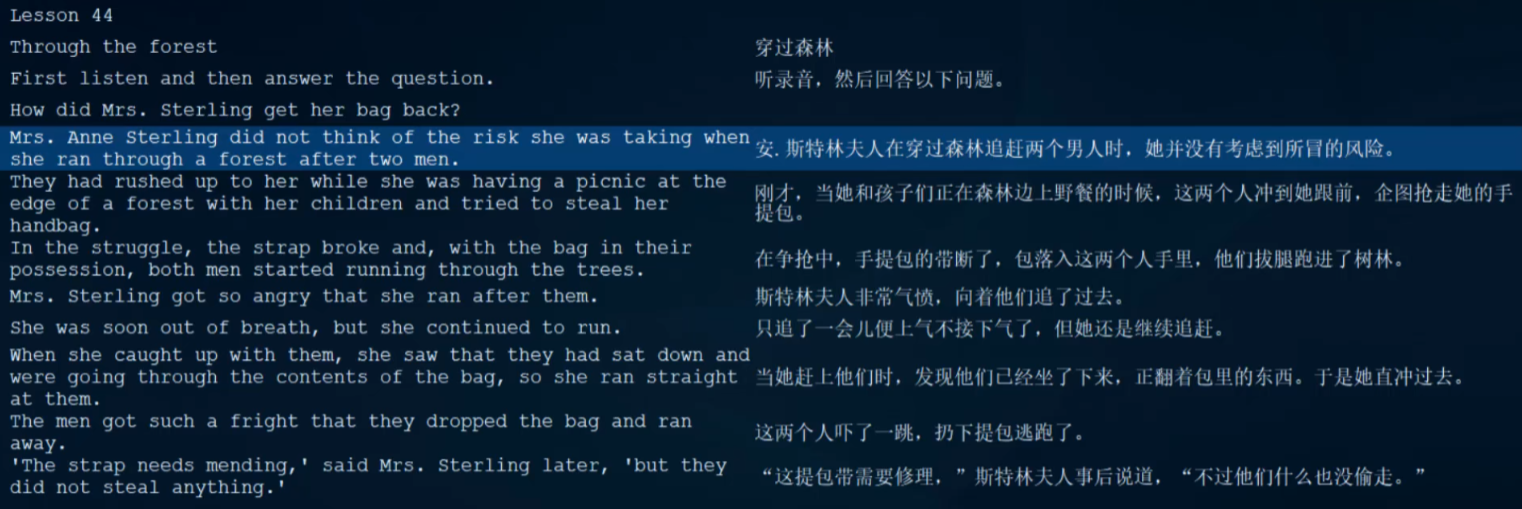 Lesson 44
Through the forest
穿过森林
First listen and then answer the question.
听录音，然后回答以下问题。
How did Mrs. Sterling get her bag back?
Mrs. Anne Sterling did not think of the risk she was taking when
she ran through a forest after two men.
安.斯特林夫人在穿过森林追赶两个男人时，她并没有考虑到所冒的风险。
They had rushed up to her while she was having a picnic at the
edge of a forest with her children and tried to steal her
handbag.
刚才，当她和孩子们正在森林边上野餐的时候，这两个人冲到她跟前，企图抢走她的手
提包。
In the struggle, the strap broke and, with the bag in their
possession, both men started running through the trees.
在争抢中，手提包的带断了，包落入这两个人手里，他们拔腿跑进了树林。
Mrs. Sterling got so angry that she ran after them.
斯特林夫人非常气愤，向着他们追了过去。
She was soon out of breath, but she continued to run.
只追了一会儿便上气不接下气了，但她还是继续追赶。
When she caught up with them, she saw that they had sat down and
were going through the contents of the bag, so she ran straight
at them.
当她赶上他们时，发现他们已经坐了下来，正翻着包里的东西。于是她直冲过去。
The men got such a fright that they dropped the bag and ran
away.
这两个人吓了一跳，扔下提包逃跑了。
'The strap needs mending,' said Mrs. Sterling later, 'but they
did not steal anything.'
“这提包带需要修理，”斯特林夫人事后说道，“不过他们什么也没偷走。”